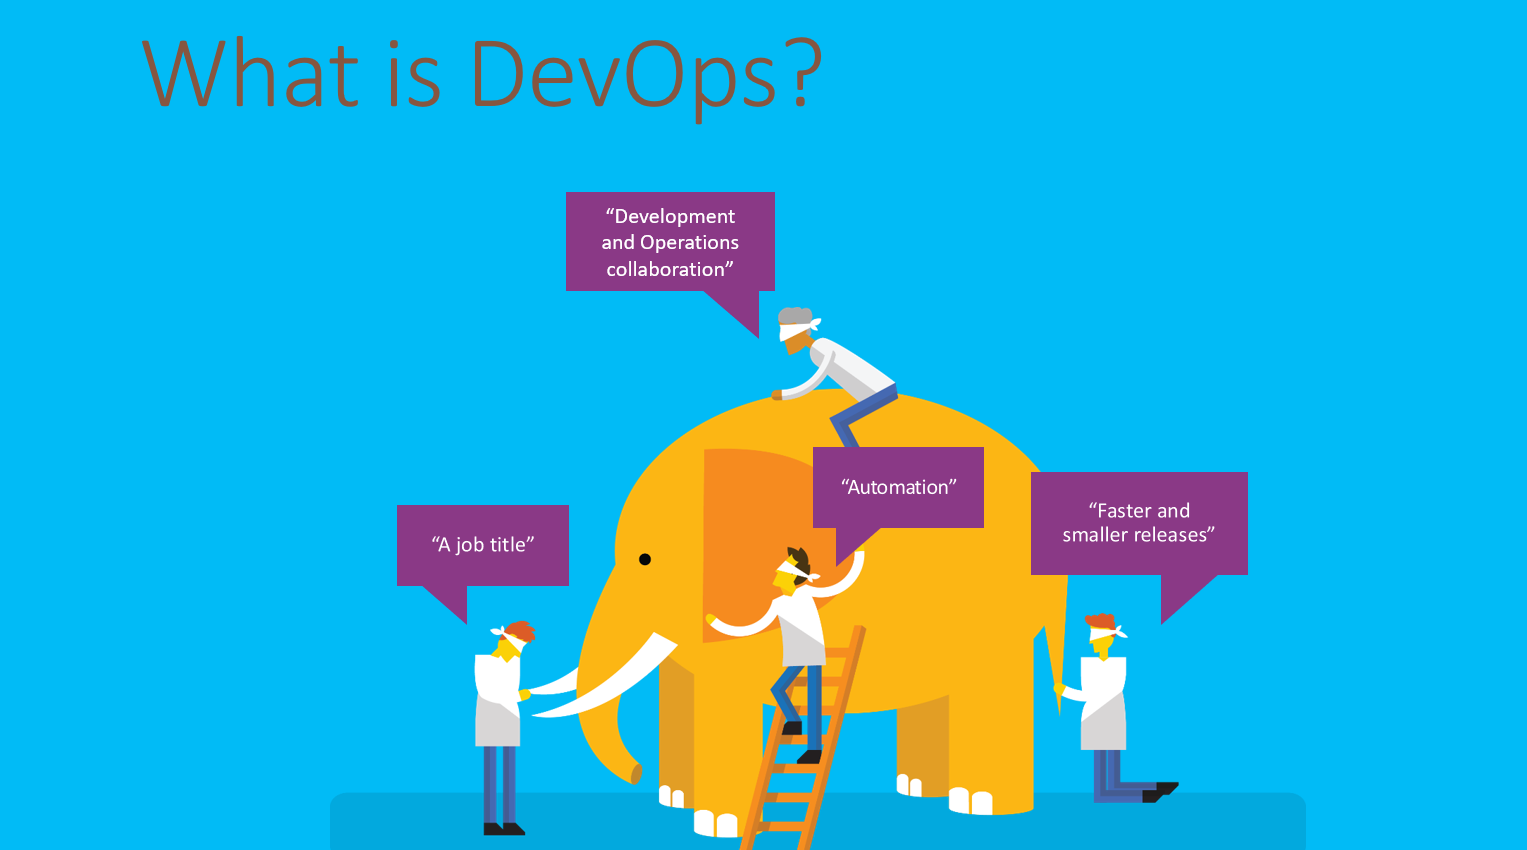 What is DevOps?
“Development
and Operations
collaboration”
“Automation”
“Faster and
smaller releases”
“A job title”